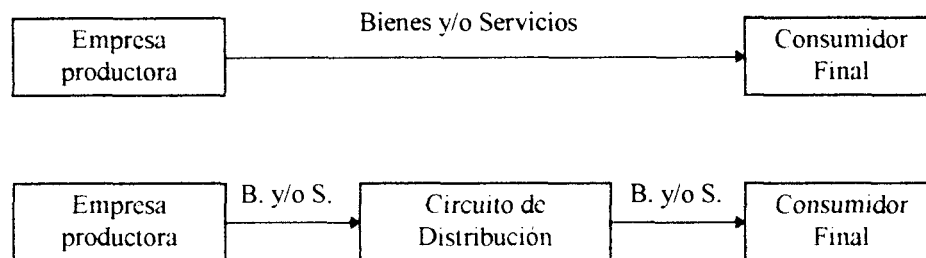 Bienes y/o Servicios
Empresa
productora
Consumidor
Final
B. y/o S.
B. y/o S.
Empresa
productora
Circuito de
Distribución
Consumidor
Final